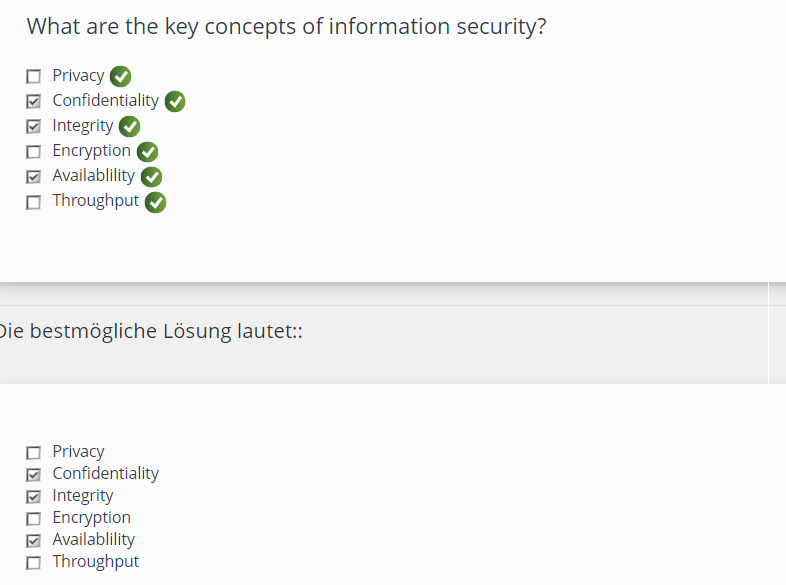 What are the key concepts of information security?
Privacy
Confidentiality
Integrity
Encryption
Availablility
Throughput
Die bestmögliche Lösung lautet::
Privacy
Confidentiality
Integrity
Encryption
Availablility
Throughput